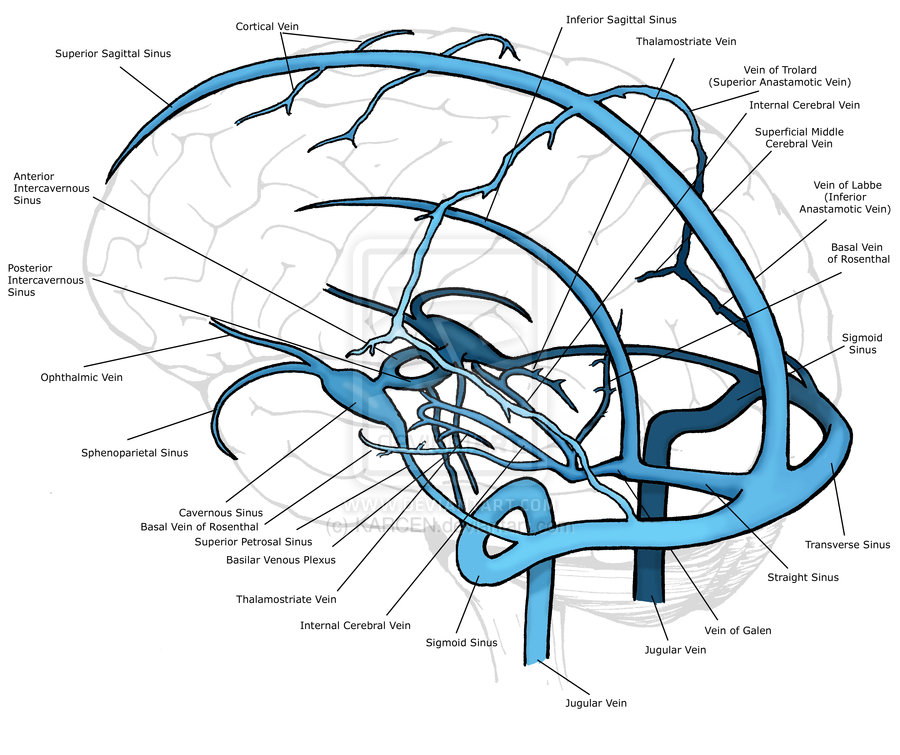 Cortical Vein
Inferior Sagittal Sinus
Superior Sagittal Sinus
Thalamostriate Vein
Vein of Trolard
(Superior Anastamotic Vein)
Internal Cerebral Vein
Superficial Middle
Cerebral Vein
Anterior
Intercavernous
Sinus
Vein of Labbe
(Inferior
Anastamotic Vein)
Basal Vein
of Rosenthal
Posterior
Intercavernous
Sinus
Sigmoid
Sinus
Ophthalmic Vein
Sphenoparietal Sinus
Cavernous Sinus
Basal Vein of Rosenthal
Superior Petrosal Sinus
Basilar Venous Plexus
Transverse Sinus
Straight Sinus
Thalamostriate Vein
Internal Cerebral Vein
Sigmoid Sinus
Vein of Galen
Jugular Vein
Jugular Vein
(c) KARCEN.deviantart.com